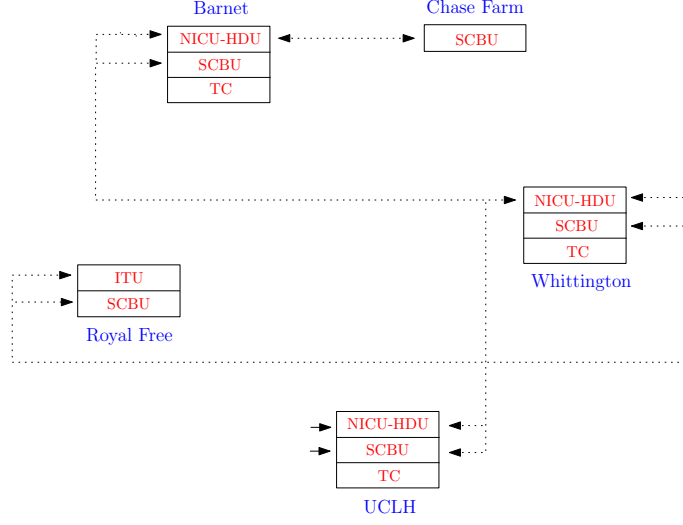 Barnet
NICU-HDU
SCBU
TC
Chase Farm
SCBU
NICU-HDU
SCBU
TC
Whittington
ITU
SCBU
Royal Free
NICU-HDU
SCBU
TC
UCLH